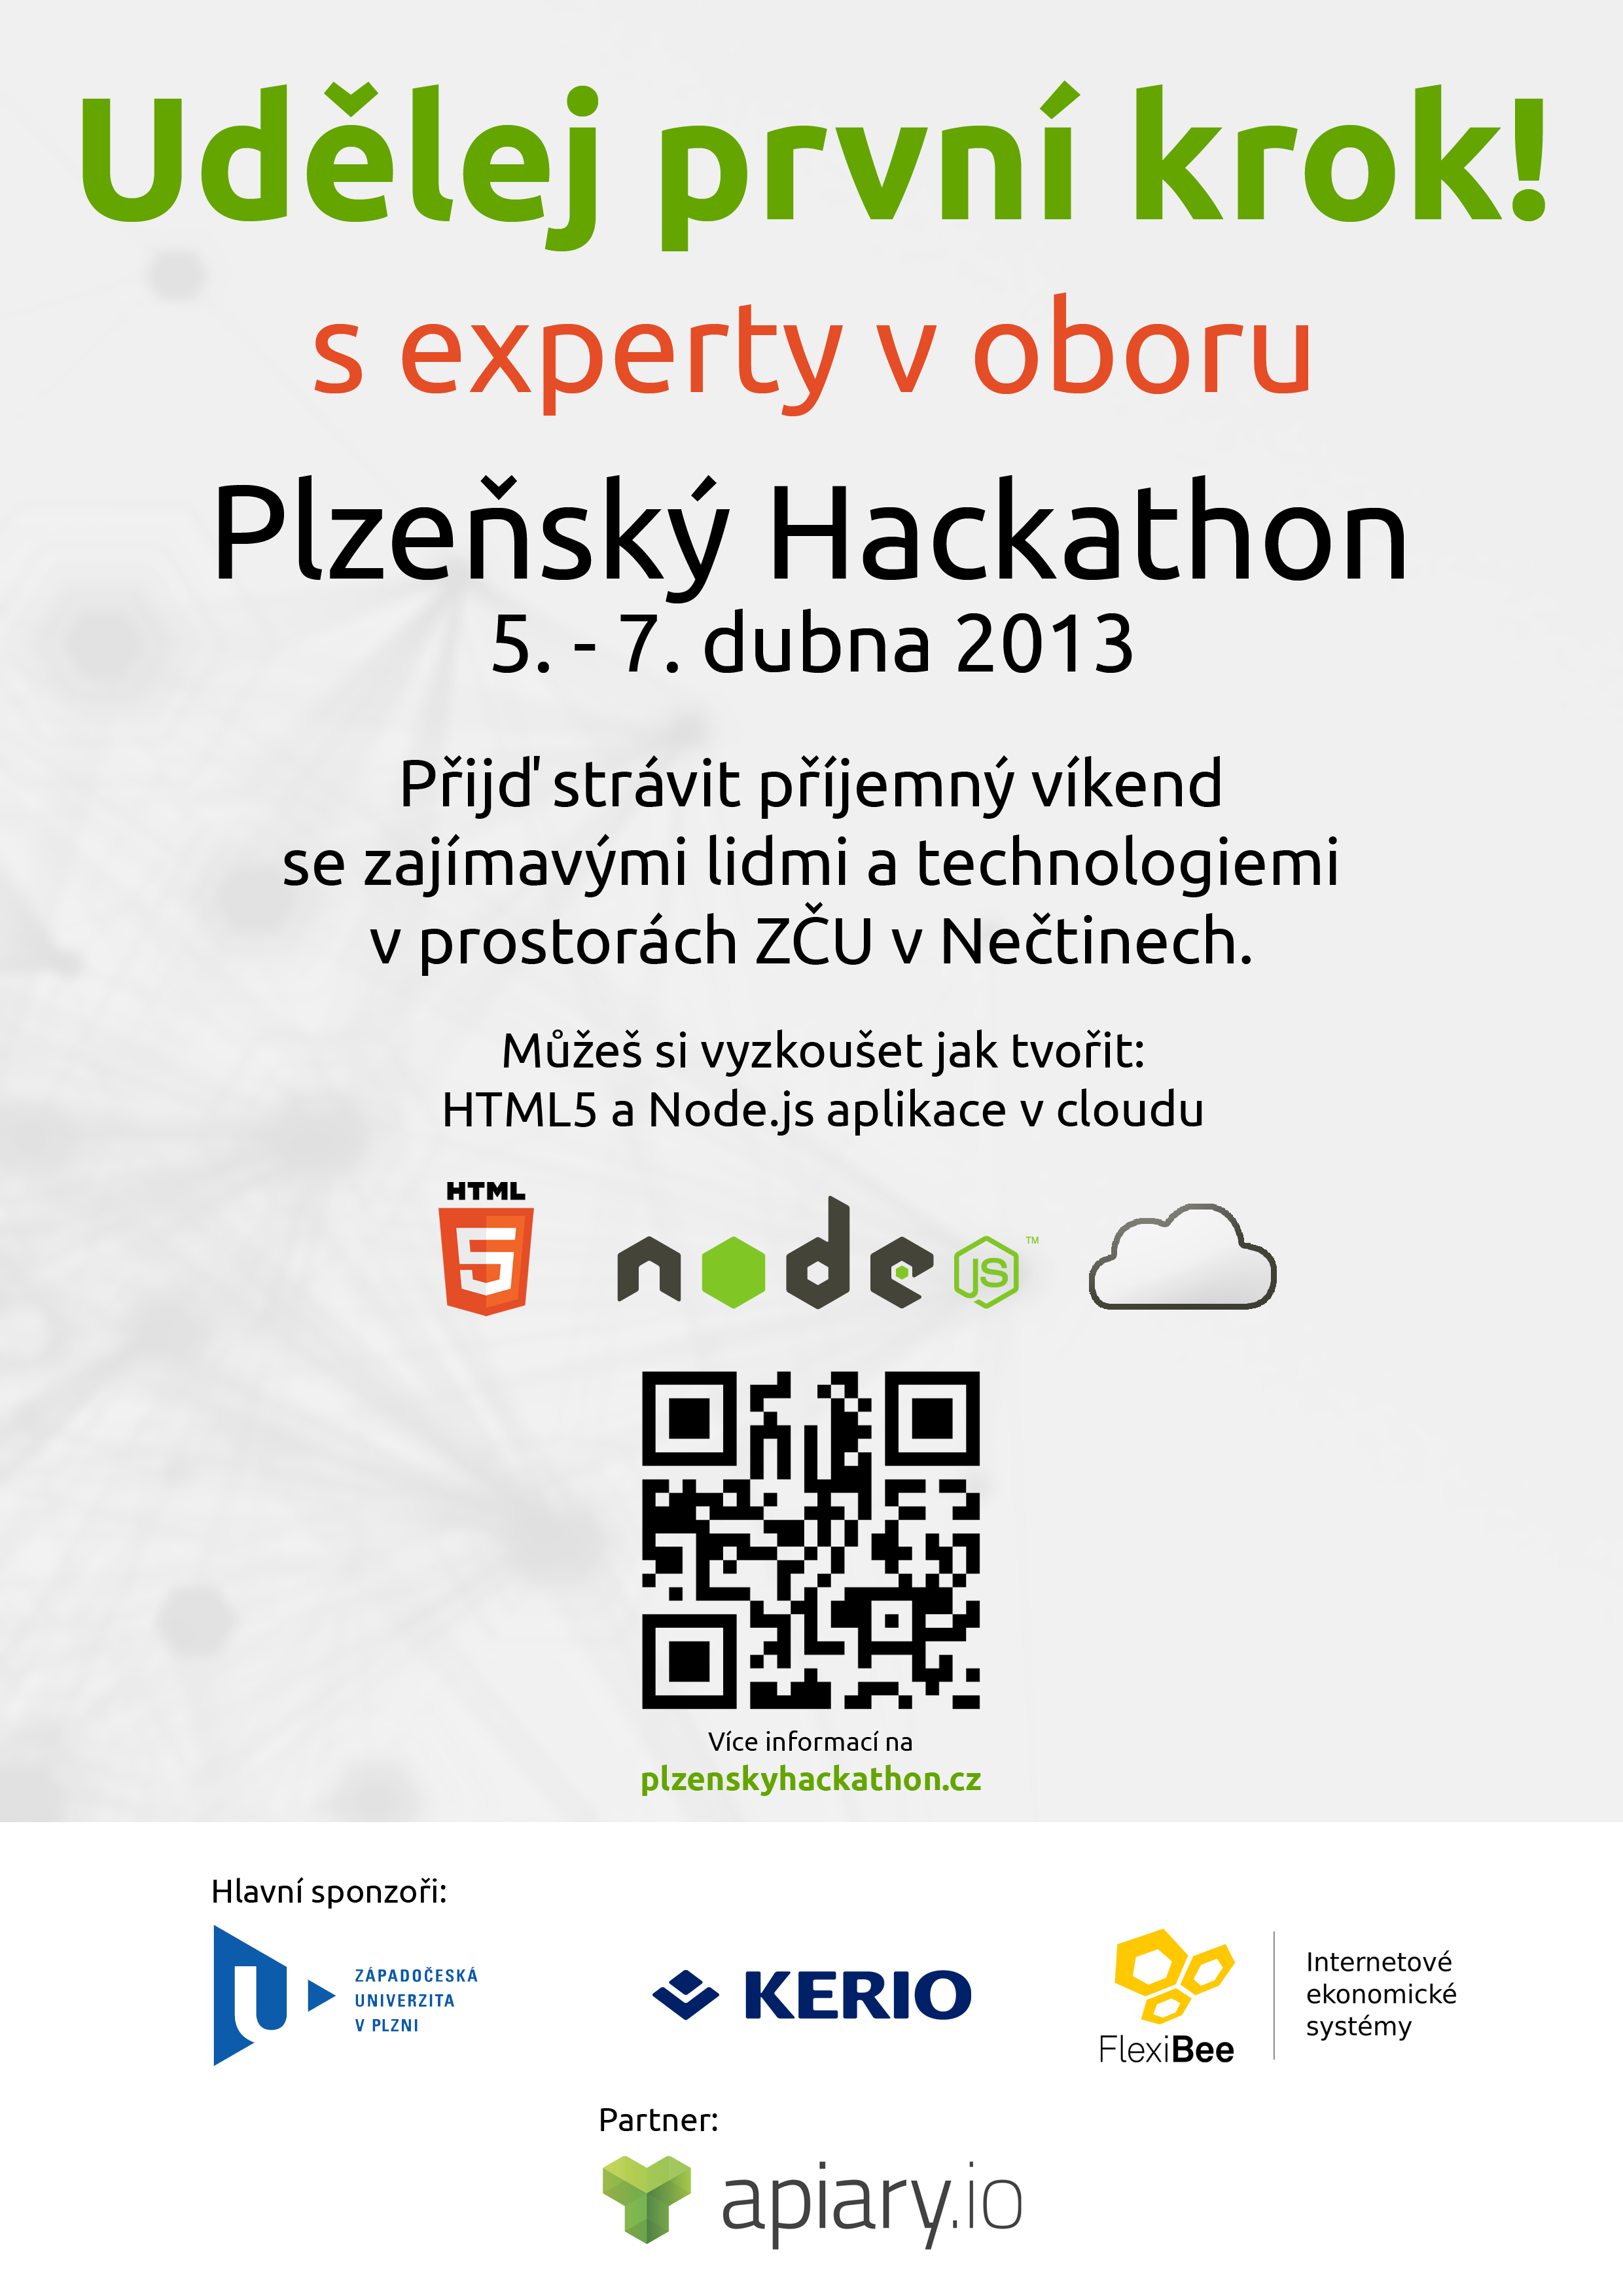 Udělej první krok!
s experty v oboru
Plzeňský Hackathon
5. - 7. dubna 2013
Přijď strávit příjemný víkend
se zajímavými lidmi a technologiemi
v prostorách ZČU v Nečtinech.
Můžeš si vyzkoušet jak tvořit:
HTML5 a Node.js aplikace v cloudu
HTML
5
node JS ™
Více informací na
plzenskyhackathon.cz
Hlavní sponzoři:
ZÁPADOČESKÁ
UNIVERZITA
V PLZNI
KERIO
FlexiBee
Internetové
ekonomické
systémy
Partner:
apiary.io